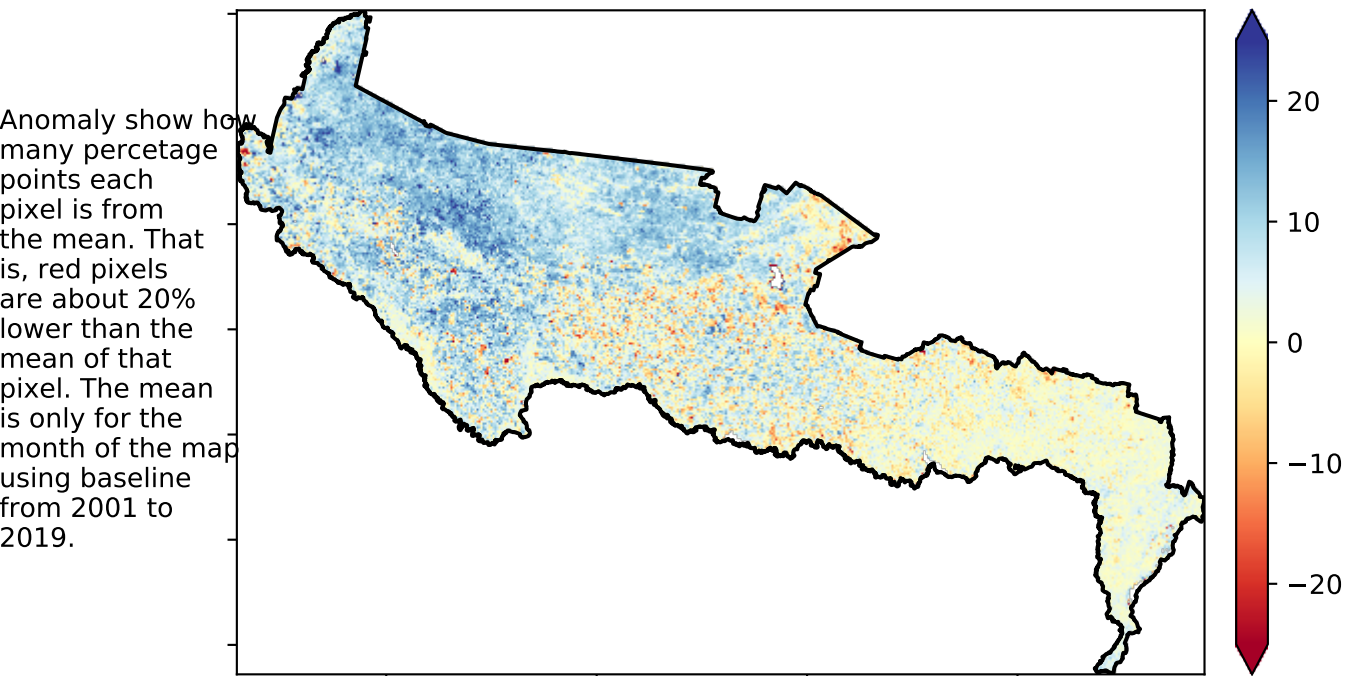 Anomaly show how
many percetage
points each
pixel is from
the mean. That
is, red pixels
are about 20%
lower than the
mean of that
pixel. The mean
is only for the
month of the map
using baseline
from 2001 to
2019.
20
10
0
−10
−20